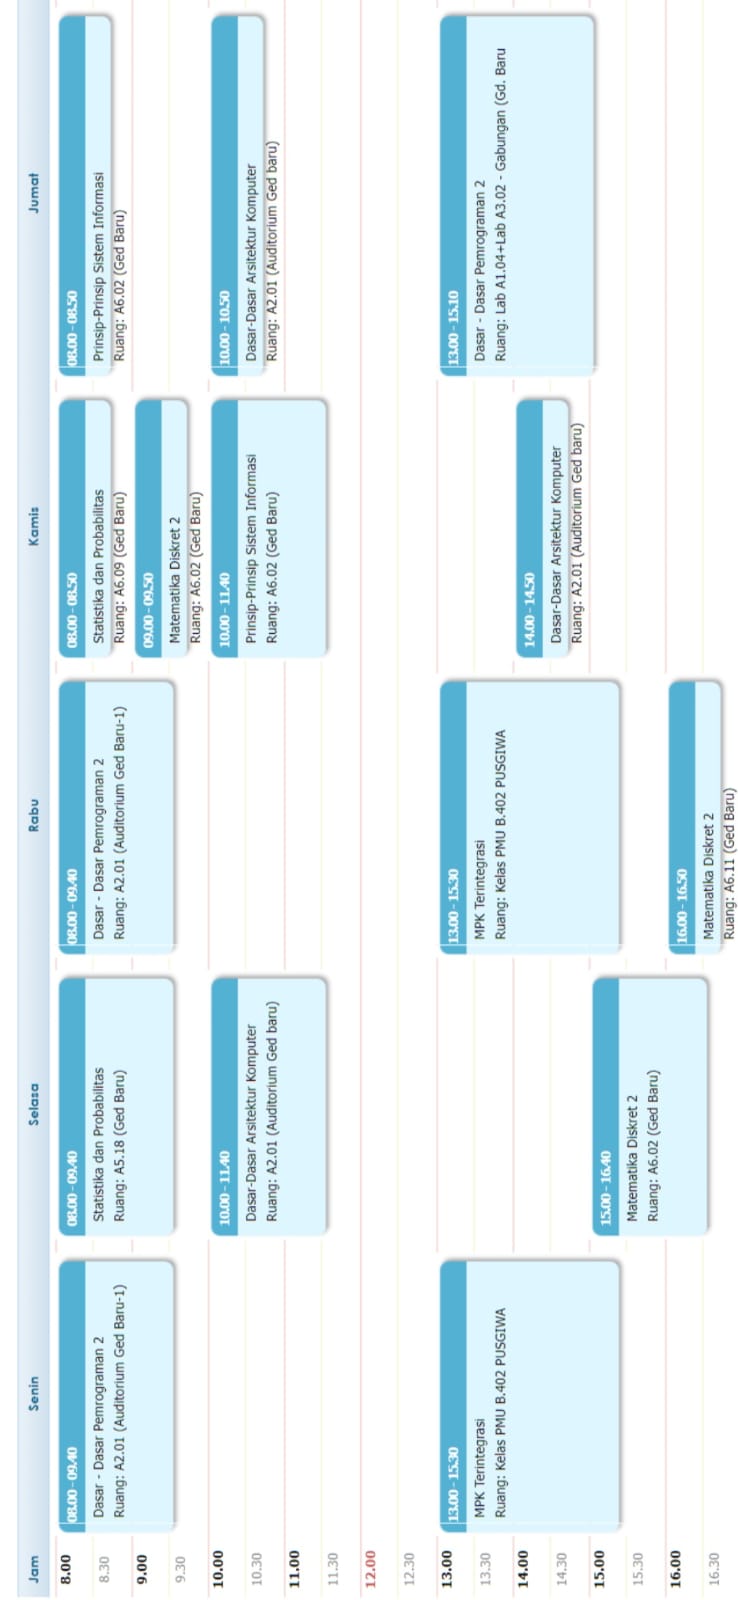 Jam Senin Selasa Rabu Kamis Jumat
8.00
8.30
9.00
9.30
10.00
10.30
11.00
11.30
12.00
12.30
13.00
13.30
14.00
14.30
15.00
15.30
16.00
16.30
08.00 - 09.40
Dasar - Dasar Pemrograman 2
Ruang: A2.01 (Auditorium Ged Baru-1)
13.00 - 15.30
MPK Terintegrasi
Ruang: Kelas PMU B.402 PUSGIWA
08.00 - 09.40
Statistika dan Probabilitas
Ruang: A5.18 (Ged Baru)
10.00 - 11.40
Dasar-Dasar Arsitektur Komputer
Ruang: A2.01 (Auditorium Ged baru)
15.00 - 16.40
Matematika Diskret 2
Ruang: A6.02 (Ged Baru)
08.00 - 09.40
Dasar - Dasar Pemrograman 2
Ruang: A2.01 (Auditorium Ged Baru-1)
13.00 - 15.30
MPK Terintegrasi
Ruang: Kelas PMU B.402 PUSGIWA
16.00 - 16.50
Matematika Diskret 2
Ruang: A6.11 (Ged Baru)
08.00 - 08.50
Statistika dan Probabilitas
Ruang: A6.09 (Ged Baru)
09.00 - 09.50
Matematika Diskret 2
Ruang: A6.02 (Ged Baru)
10.00 - 11.40
Prinsip-Prinsip Sistem Informasi
Ruang: A6.02 (Ged Baru)
14.00 - 14.50
Dasar-Dasar Arsitektur Komputer
Ruang: A2.01 (Auditorium Ged baru)
08.00 - 08.50
Prinsip-Prinsip Sistem Informasi
Ruang: A6.02 (Ged Baru)
10.00 - 10.50
Dasar-Dasar Arsitektur Komputer
Ruang: A2.01 (Auditorium Ged baru)
13.00 - 15.10
Dasar - Dasar Pemrograman 2
Ruang: Lab A1.04+Lab A3.02 - Gabungan (Gd. Baru